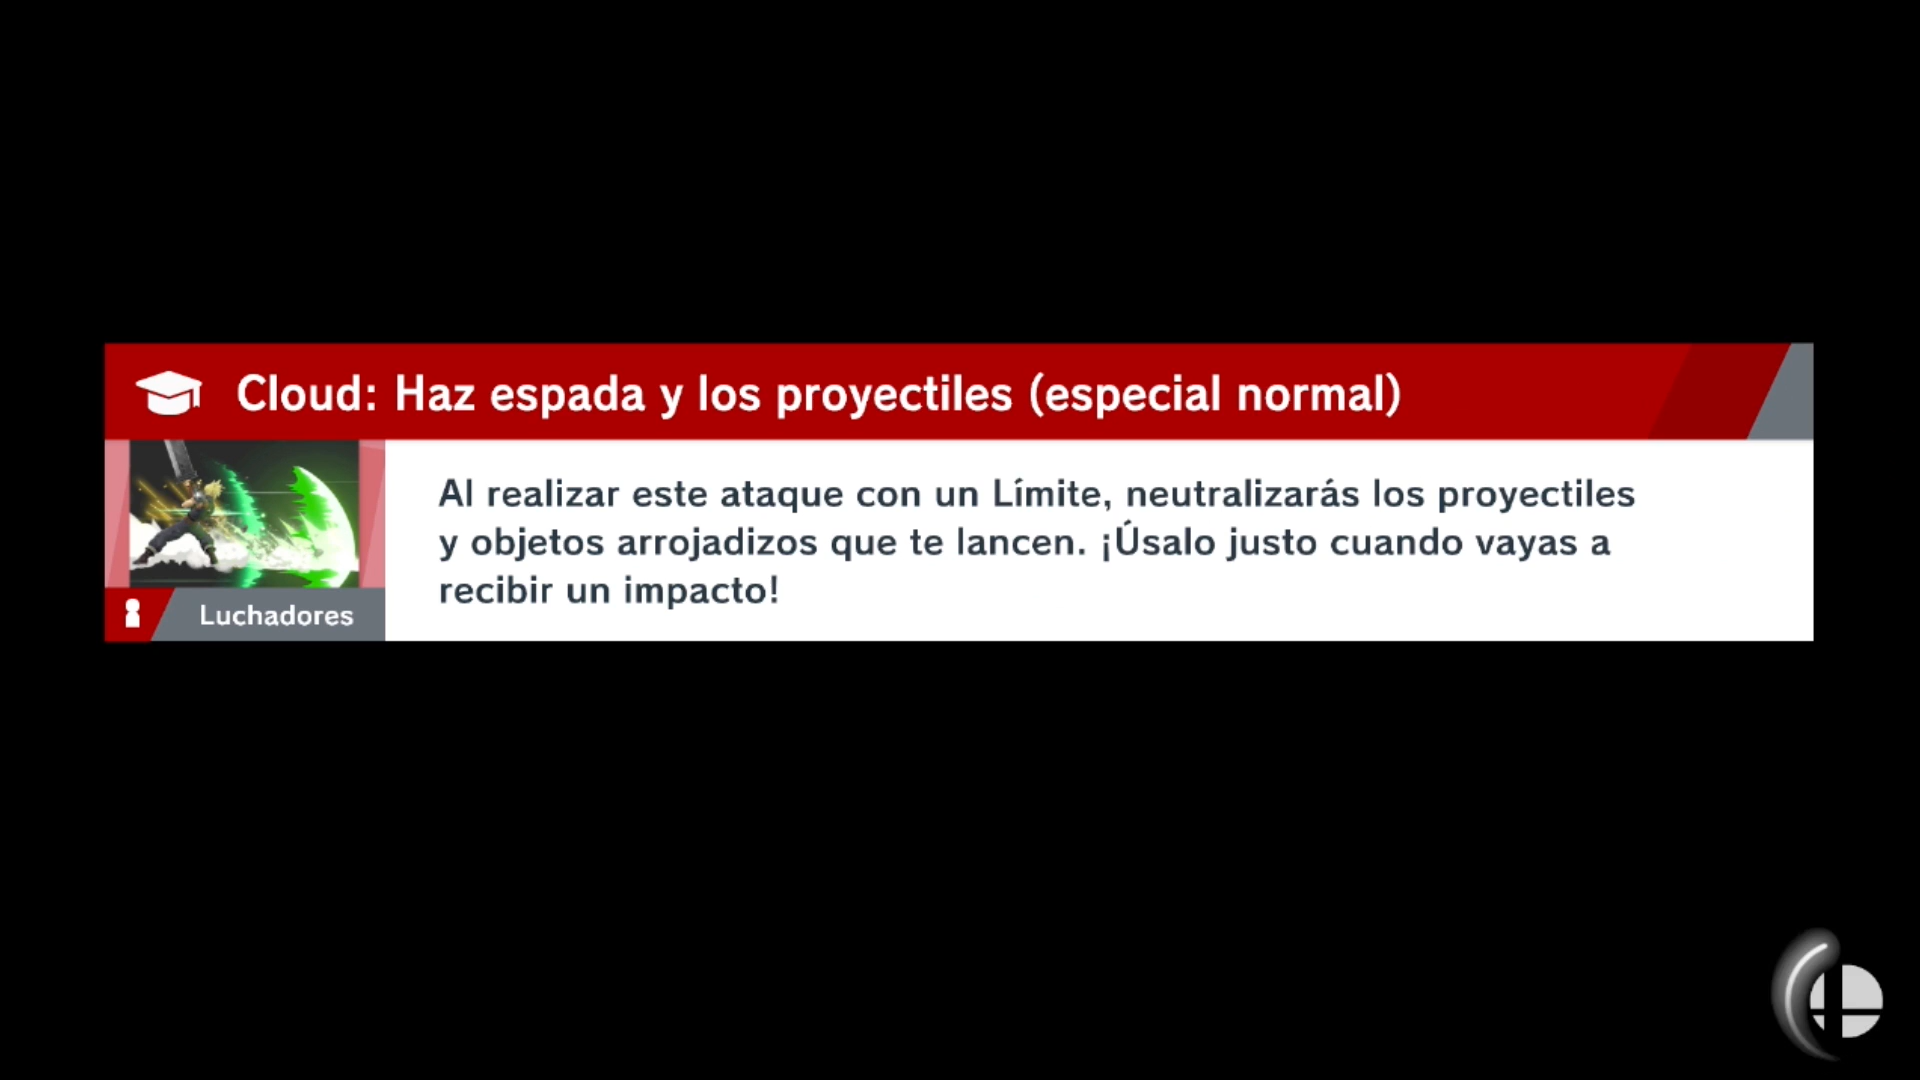 Cloud: Haz espada y los proyectiles (especial normal)
Al realizar este ataque con un Límite, neutralizarás los proyectiles
y objetos arrojadizos que te lancen. ¡Úsalo justo cuando vayas a
recibir un impacto!
Luchadores